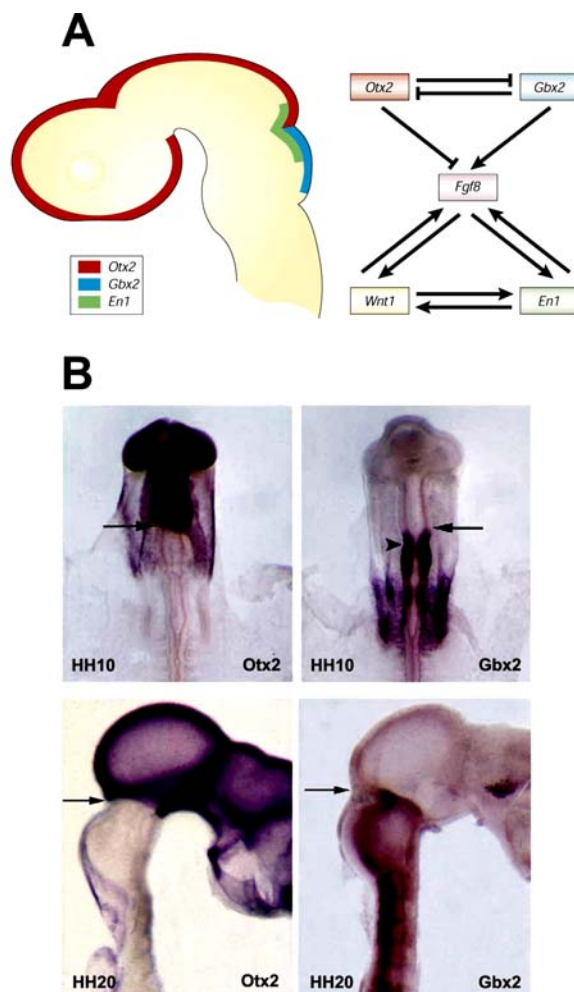 A
Otx2
Gbx2
Fgf8
Wnt1
En1
Otx2
Gbx2
En1
B
HH10 Otx2
HH10 Gbx2
HH20 Otx2
HH20 Gbx2